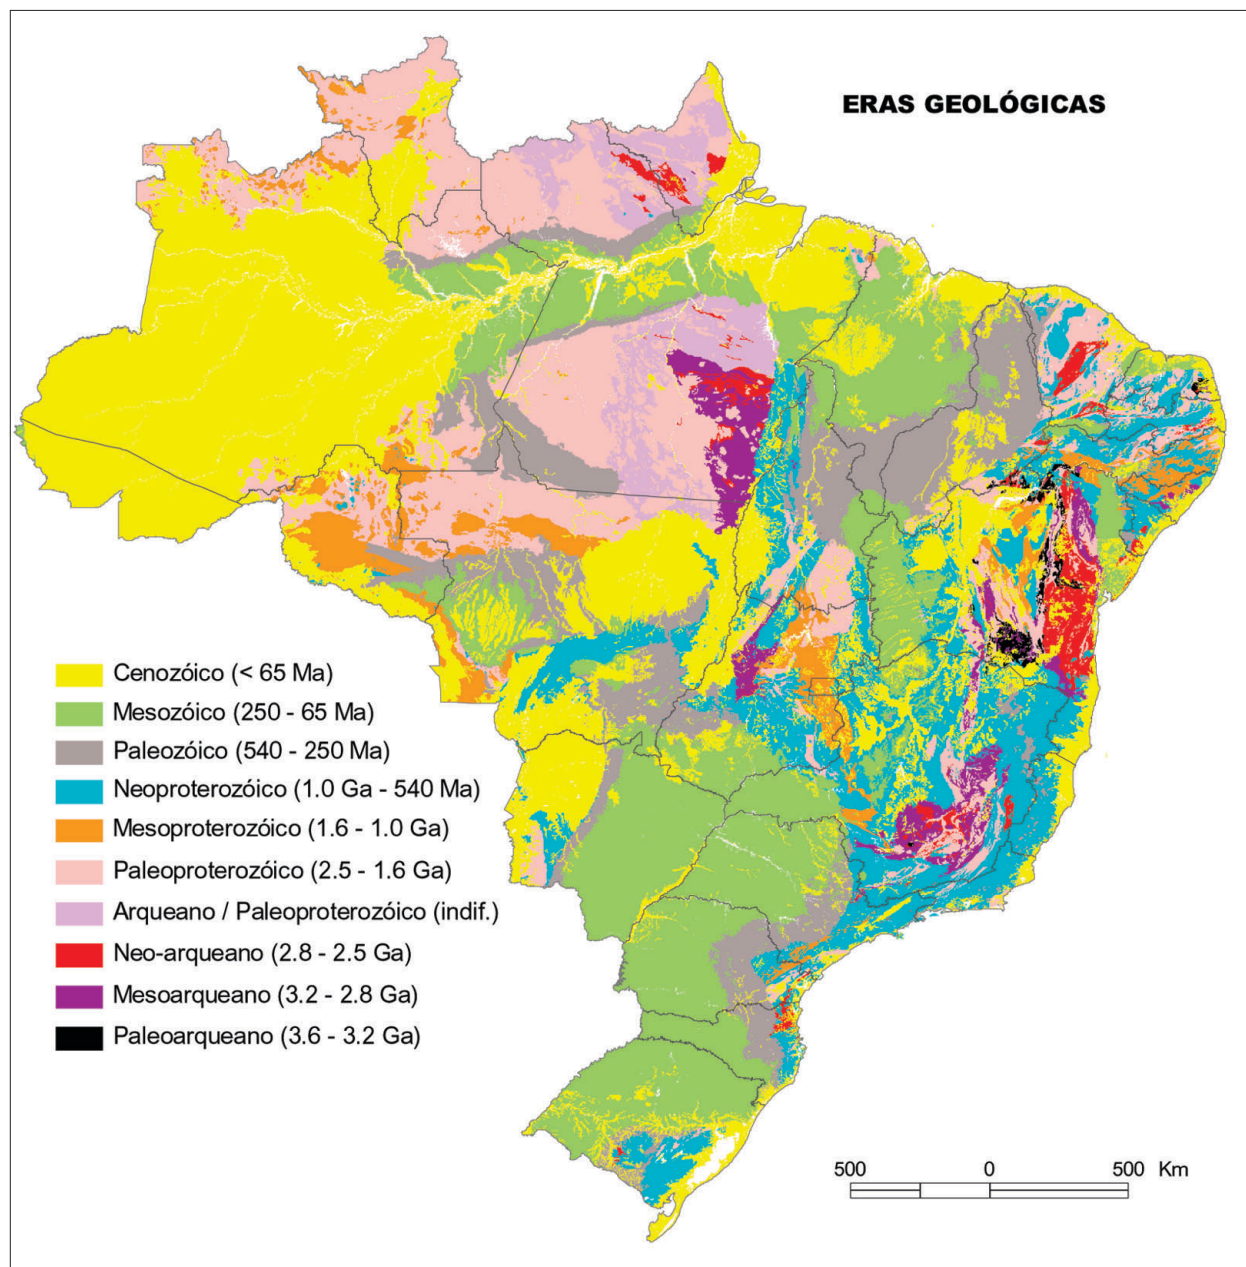 ERAS GEOLÓGICAS
Cenozóico (< 65 Ma)
Mesozóico (250 - 65 Ma)
Paleozóico (540 - 250 Ma)
Neoproterozóico (1.0 Ga - 540 Ma)
Mesoproterozóico (1.6 - 1.0 Ga)
Paleoproterozóico (2.5 - 1.6 Ga)
Arqueano / Paleoproterozóico (indif.)
Neo-arqueano (2.8 - 2.5 Ga)
Mesoarqueano (3.2 - 2.8 Ga)
Paleoarqueano (3.6 - 3.2 Ga)
500 0 500 Km